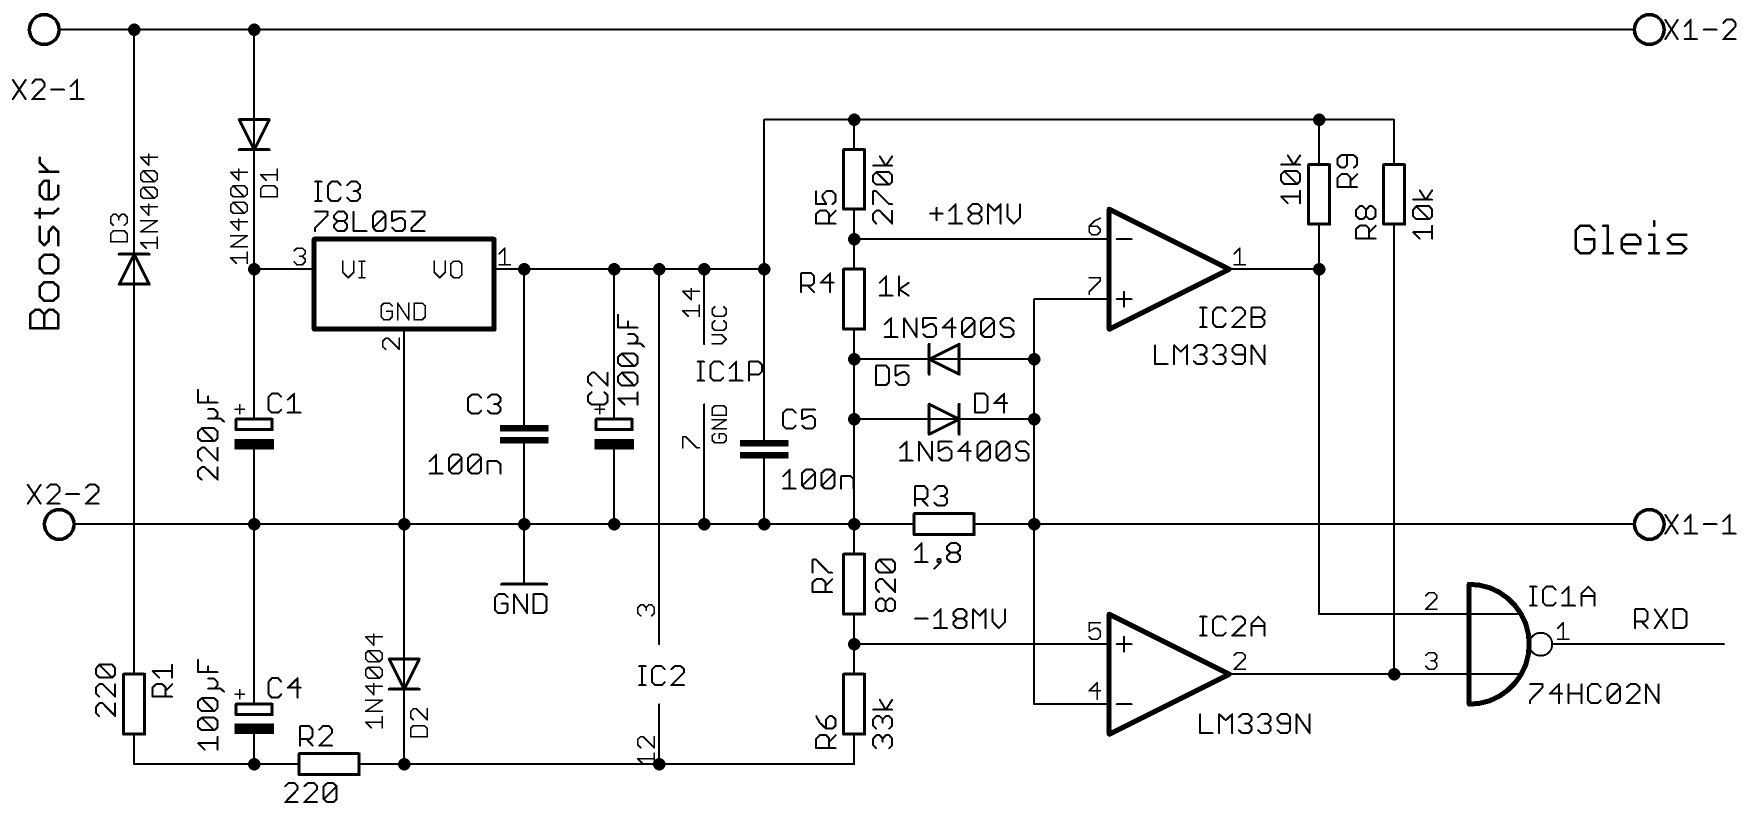 X2-1
X1-2
Booster
D3
1N4004
1N4004
D1
IC3
78L05Z
3
VI
VO
1
GND
2
C1
+
220µF
C3
100n
C2
+
100µF
14
VCC
IC1P
GND
7
C5
100n
R5
270k
+18MV
R4
1k
1N5400S
D5
D4
1N5400S
6
7
1
IC2B
LM339N
10k
R9
R8
10k
Gleis
X2-2
GND
R3
1,8
X1-1
R7
820
-18MV
3
IC2
12
R6
33k
5
4
2
IC2A
LM339N
2
3
IC1A
1
74HC02N
RXD
220
R1
C4
+
100µF
R2
220
1N4004
D2